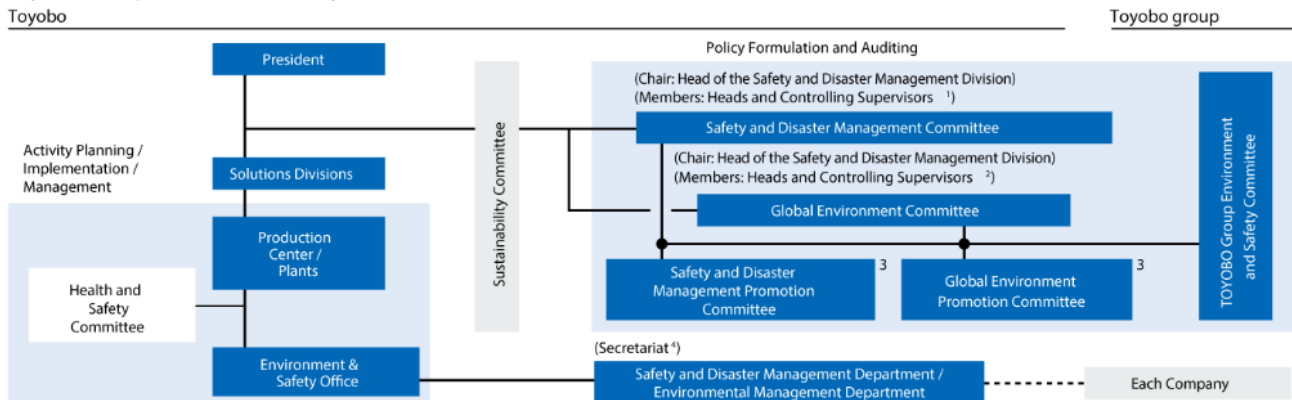 Toyobo
Toyobo group
President
Policy Formulation and Auditing
(Chair: Head of the Safety and Disaster Management Division)
(Members: Heads and Controlling Supervisors 1)
Safety and Disaster Management Committee
Activity Planning /
Implementation /
Management
Solutions Divisions
(Chair: Head of the Safety and Disaster Management Division)
(Members: Heads and Controlling Supervisors 2)
Global Environment Committee
Sustainability Committee
TOYOBO Group Environment
and Safety Committee
Production
Center /
Plants
Health and
Safety
Committee
Safety and Disaster
Management Promotion
Committee
3
Global Environment
Promotion Committee
3
Environment &
Safety Office
(Secretariat 4)
Safety and Disaster Management Department /
Environmental Management Department
Each Company